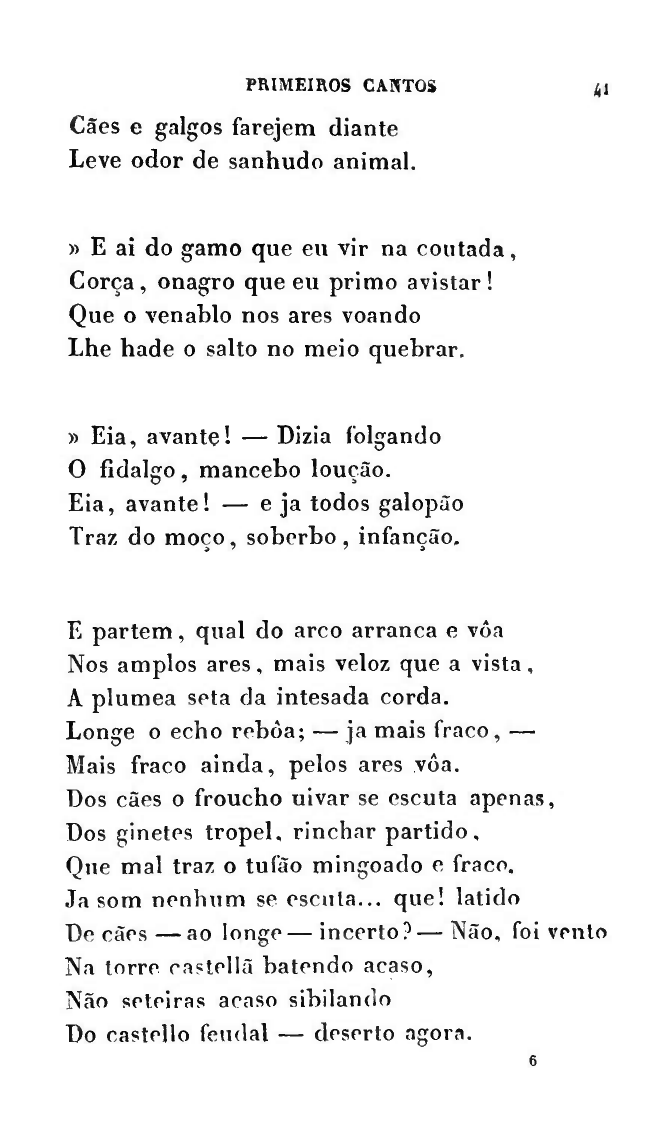 PRIMEIROS CANTOS 41
Cães e galgos farejem diante
Leve odor de sanhudo animal.
» E ai do gamo que eu vir na coutada,
Corça, onagro que eu primo avistar!
Que o venablo nos ares voando
Lhe hade o salto no meio quebrar.
» Eia, avante! — Dizia folgando
O fidalgo, mancebo loução.
Eia, avante! — e ja todos galopão
Traz do moço, soberbo, infanção.
E partem, qual do arco arranca e vôa
Nos amplos ares, mais veloz que a vista,
A plumea seta da intesada corda.
Longe o echo rebôa; — ja mais fraco, —
Mais fraco ainda, pelos ares vôa.
Dos cães o froucho uivar se escuta apenas,
Dos ginetes tropel, rinchar partido,
Que mal traz o tufão mingoado e fraco.
Ja som nenhum se escuta... que! latido
De cães — ao longe — incerto? — Não, foi vento
Na torre castellã batendo acaso,
Não seteiras acaso sibilando
Do castello feudal — deserto agora.
6